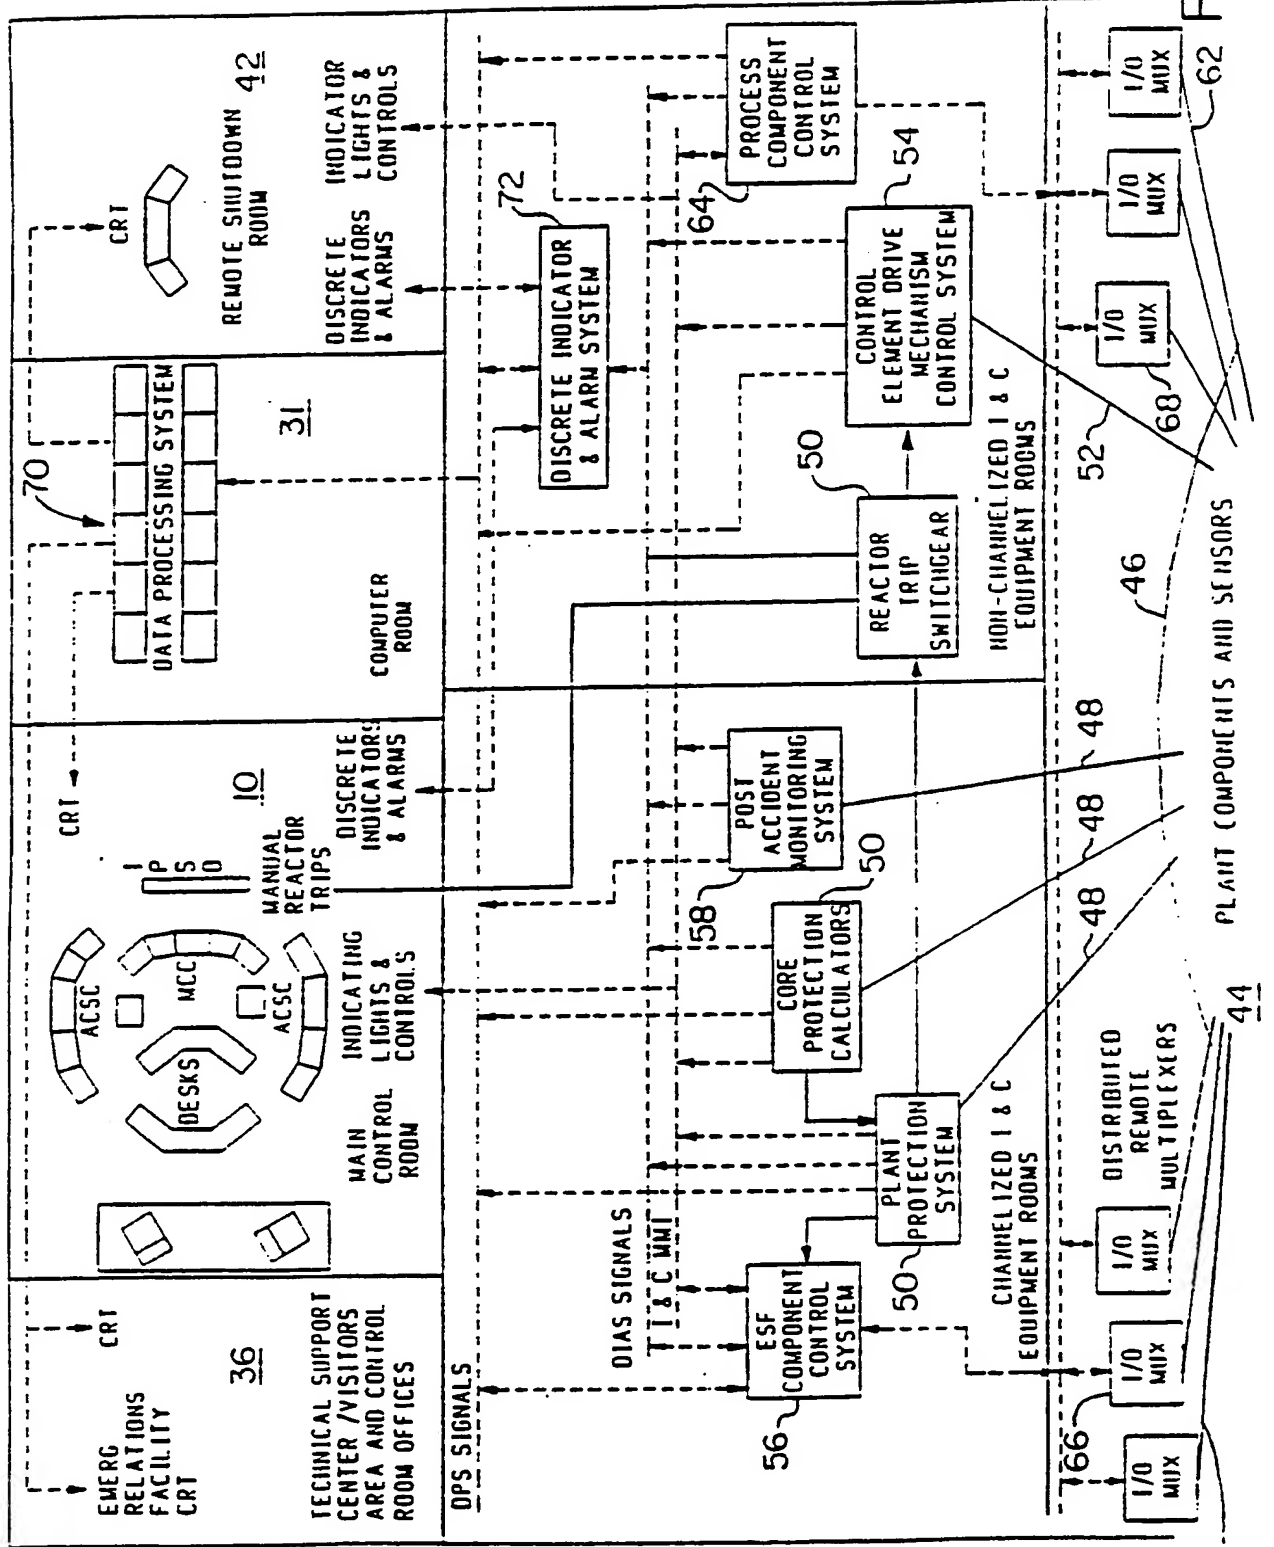 EMERG
RELATIONS
FACILITY
CRT
CRT
36
TECHNICAL SUPPORT
CENTER /VISITORS
AREA AND CONTROL
ROOM OFFICES
ACSC
DESKS
MCC
ACSC
MAIN
CONTROL
ROOM
INDICATING
LIGHTS &
CONTROLS
I
P
S
O
MANUAL
REACTOR
TRIPS
10
CRT
DISCRETE
INDICATORS
& ALARMS
70
DATA PROCESSING SYSTEM
31
COMPUTER
ROOM
CRT
42
REMOTE SHUTDOWN
ROOM
DISCRETE
INDICATORS
& ALARMS
INDICATOR
LIGHTS &
CONTROLS
DPS SIGNALS
DIAS SIGNALS
I & C MMI
72
DISCRETE INDICATOR
& ALARM SYSTEM
56
ESF
COMPONENT
CONTROL
SYSTEM
50
PLANT
PROTECTION
SYSTEM
CORE
PROTECTION
CALCULATORS
50
58
POST
ACCIDENT
MONITORING
SYSTEM
REACTOR
TRIP
SWITCHGEAR
50
CONTROL
ELEMENT DRIVE
MECHANISM
CONTROL SYSTEM
54
64
PROCESS
COMPONENT
CONTROL
SYSTEM
CHANNELIZED I & C
EQUIPMENT ROOMS
NON-CHANNELIZED I & C
EQUIPMENT ROOMS
I/O
MUX
66
I/O
MUX
I/O
MUX
DISTRIBUTED
REMOTE
MULTIPLEXERS
48
48
48
46
52
68
I/O
MUX
I/O
MUX
I/O
MUX
62
44
PLANT COMPONENTS AND SENSORS